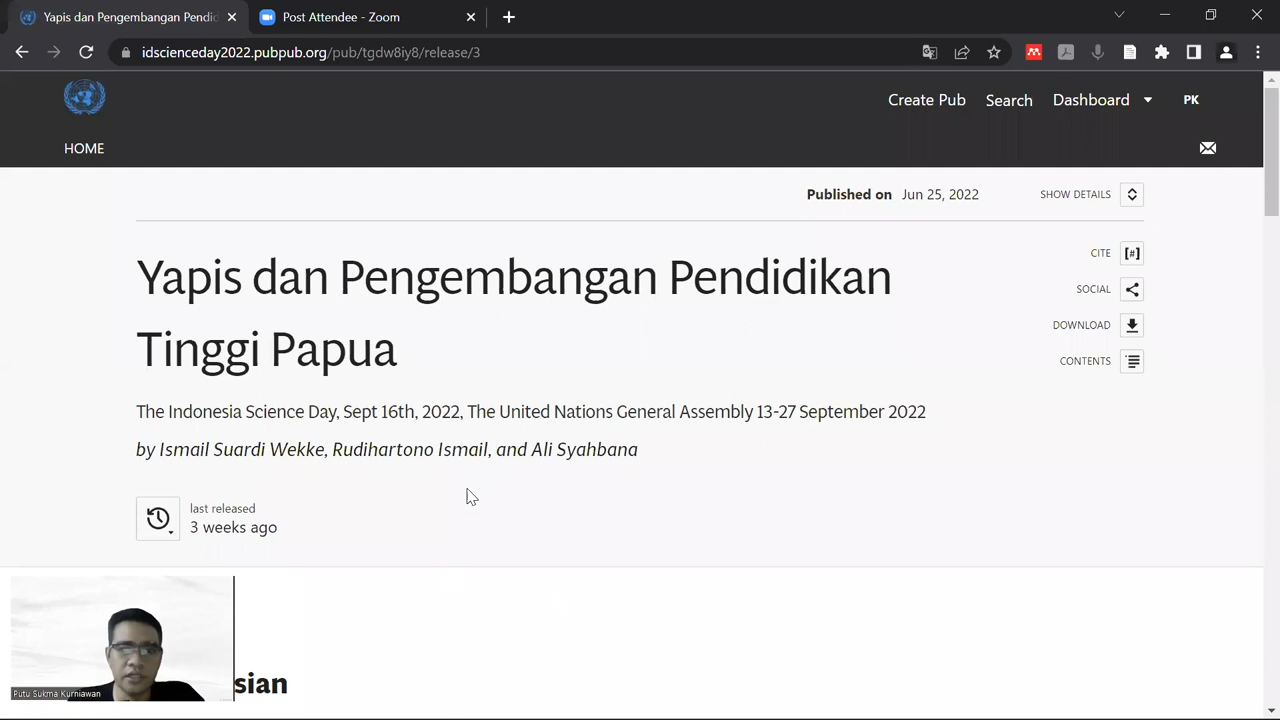 Yapis dan Pengembangan Pendid
Post Attendee - Zoom
idscienceday2022.pubpub.org/pub/tgdw8iy8/release/3
Create Pub
Search
Dashboard
PK
HOME
Published on Jun 25, 2022
SHOW DETAILS
Yapis dan Pengembangan Pendidikan
Tinggi Papua
CITE
[#]
SOCIAL
DOWNLOAD
CONTENTS
The Indonesia Science Day, Sept 16th, 2022, The United Nations General Assembly 13-27 September 2022
by Ismail Suardi Wekke, Rudihartono Ismail, and Ali Syahbana
last released
3 weeks ago
sian
Putu Sukma Kurniawan